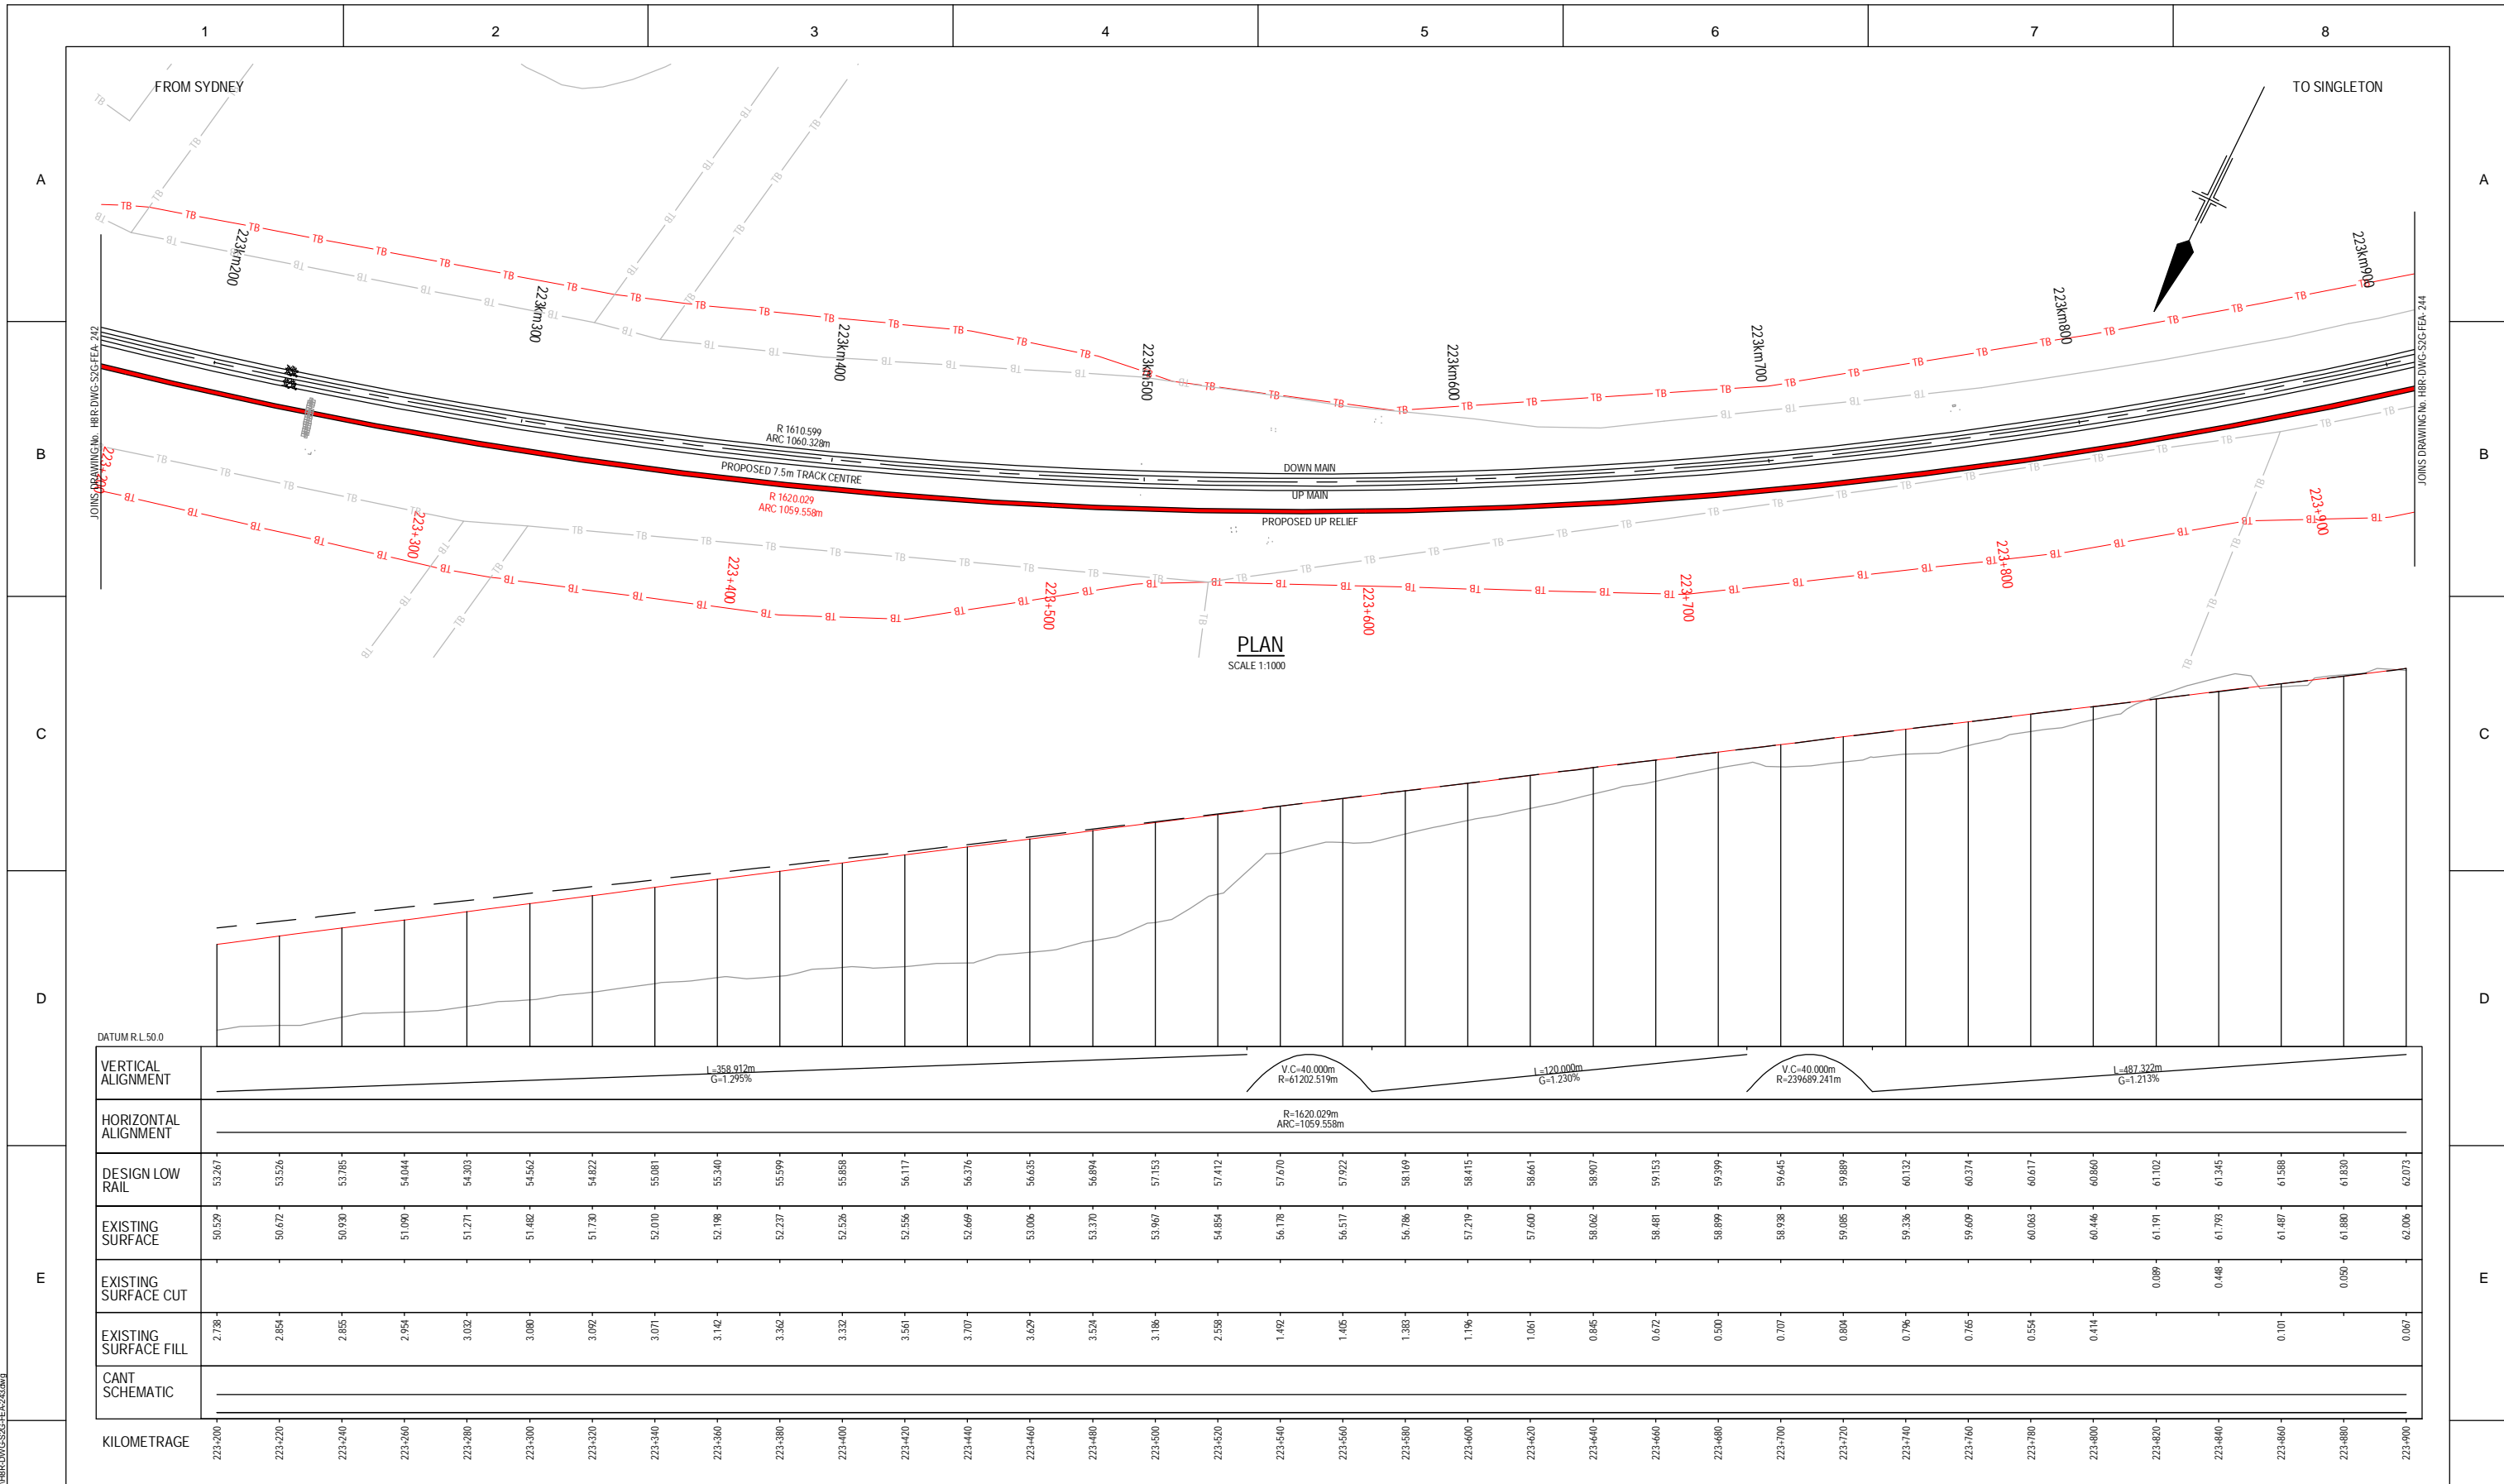 1 2 3 4 5 6 7 8
FROM SYDNEY
TO SINGLETON
A
A
B
B
C
C
D
D
E
E
223km200
223km300
223km400
223km500
223km600
223km700
223km800
223km900
JOINS DRAWING No. H8R-DWG-S2G-FEA- 242
JOINS DRAWING No. H8R-DWG-S2G-FEA- 244
R 1610.599
ARC 1060.328m
PROPOSED 7.5m TRACK CENTRE
R 1620.029
ARC 1059.558m
DOWN MAIN
UP MAIN
PROPOSED UP RELIEF
223+200
223+300
223+400
223+500
223+600
223+700
223+800
223+900
PLAN
SCALE 1:1000
DATUM R.L.50.0
VERTICAL ALIGNMENT
L=358.912m
G=1.295%
V.C=40.000m
R=61202.519m
L=120.000m
G=1.230%
V.C=40.000m
R=239689.241m
L=487.322m
G=1.213%
HORIZONTAL ALIGNMENT
R=1620.029m
ARC=1059.558m
DESIGN LOW RAIL
53.267 53.526 53.785 54.044 54.303 54.562 54.822 55.081 55.340 55.599 55.858 56.117 56.376 56.635 56.894 57.153 57.412 57.670 57.922 58.169 58.415 58.661 58.907 59.153 59.399 59.645 59.889 60.132 60.374 60.617 60.860 61.102 61.345 61.588 61.830 62.073
EXISTING SURFACE
50.529 50.672 50.930 51.090 51.271 51.482 51.730 52.010 52.198 52.237 52.526 52.556 52.669 53.006 53.370 53.967 54.854 56.178 56.517 56.786 57.219 57.600 58.062 58.481 58.899 58.938 59.085 59.336 59.609 60.063 60.446 61.191 61.793 61.487 61.880 62.006
EXISTING SURFACE CUT
0.089 0.448 0.050
EXISTING SURFACE FILL
2.738 2.854 2.855 2.954 3.032 3.080 3.092 3.071 3.142 3.362 3.332 3.561 3.707 3.629 3.524 3.186 2.558 1.492 1.405 1.383 1.196 1.061 0.845 0.672 0.500 0.707 0.804 0.796 0.765 0.554 0.414 0.101 0.067
CANT SCHEMATIC
KILOMETRAGE
223+200 223+220 223+240 223+260 223+280 223+300 223+320 223+340 223+360 223+380 223+400 223+420 223+440 223+460 223+480 223+500 223+520 223+540 223+560 223+580 223+600 223+620 223+640 223+660 223+680 223+700 223+720 223+740 223+760 223+780 223+800 223+820 223+840 223+860 223+880 223+900